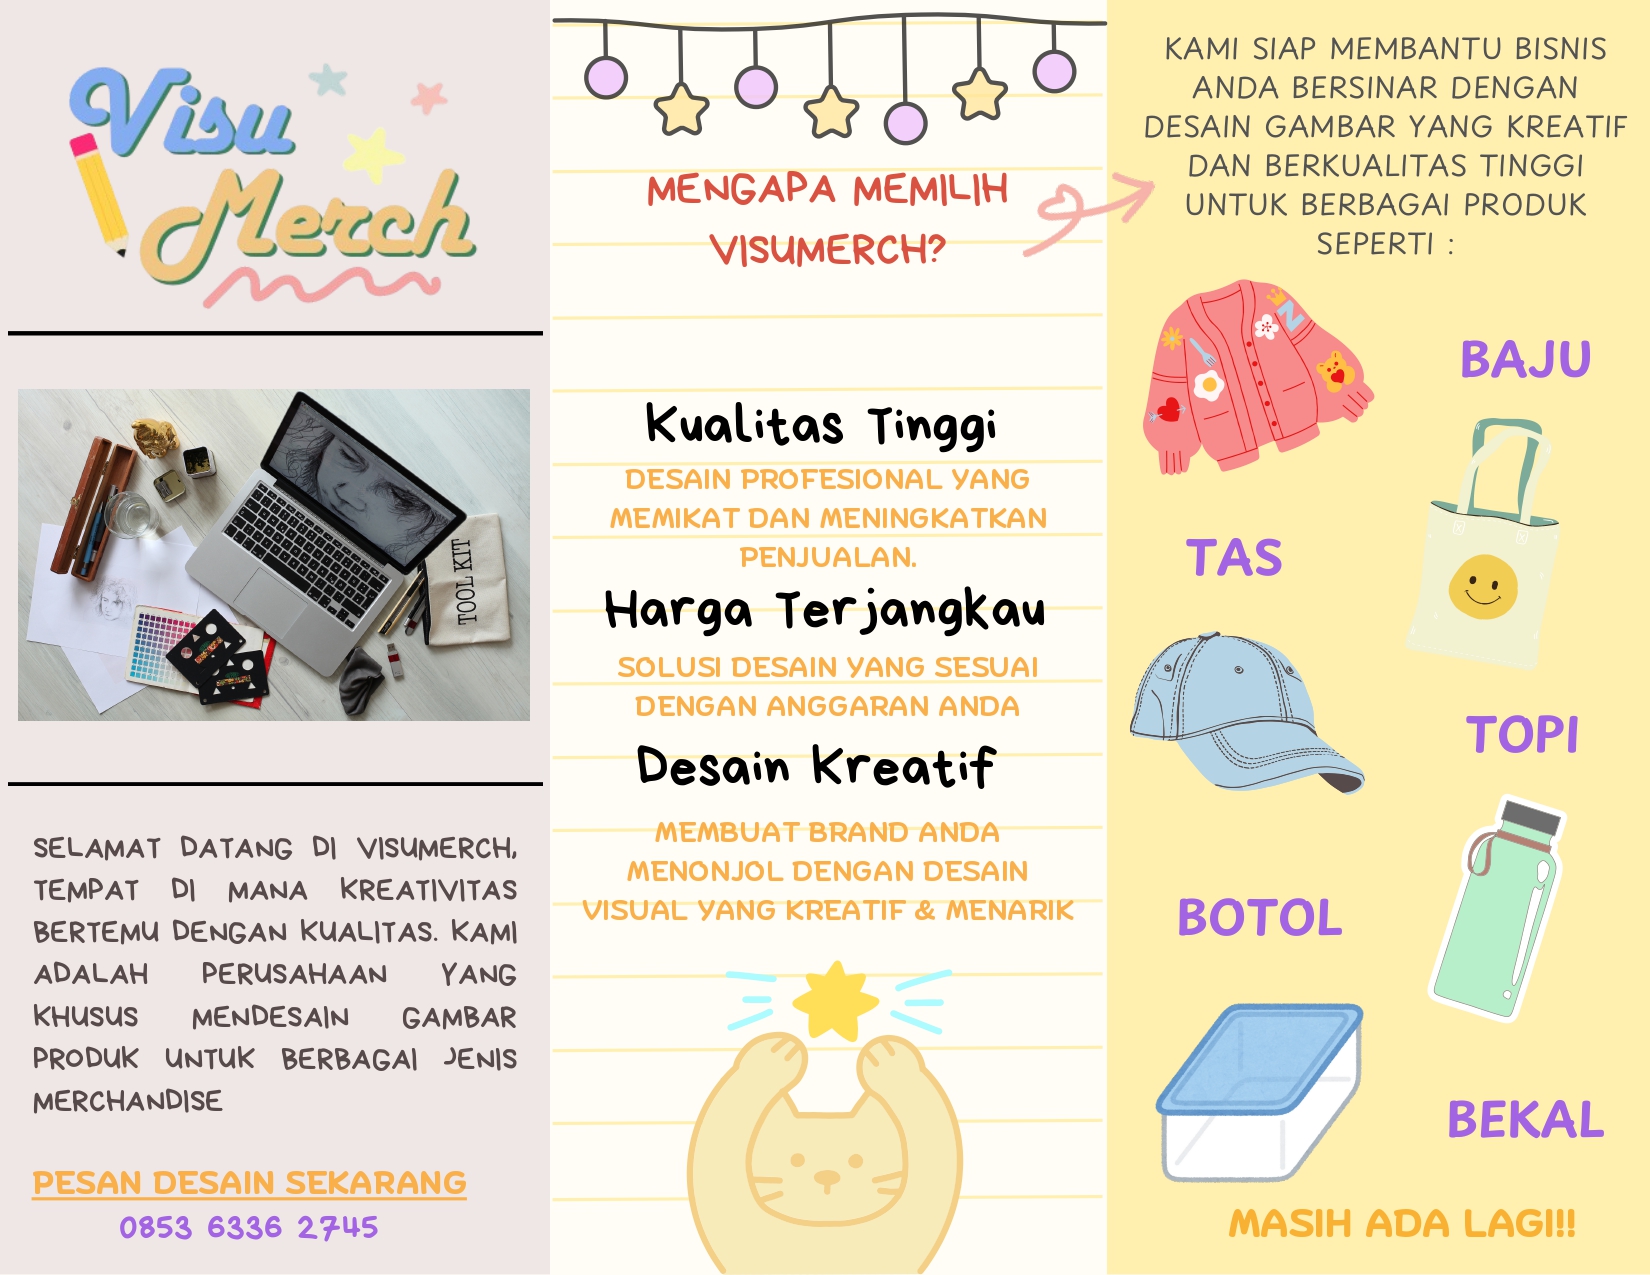 Visu
Merch
TOOL KIT
SELAMAT DATANG DI VISUMERCH,
TEMPAT DI MANA KREATIVITAS
BERTEMU DENGAN KUALITAS. KAMI
ADALAH PERUSAHAAN YANG
KHUSUS MENDESAIN GAMBAR
PRODUK UNTUK BERBAGAI JENIS
MERCHANDISE
PESAN DESAIN SEKARANG
0853 6336 2745
MENGAPA MEMILIH
VISUMERCH?
Kualitas Tinggi
DESAIN PROFESIONAL YANG
MEMIKAT DAN MENINGKATKAN
PENJUALAN.
Harga Terjangkau
SOLUSI DESAIN YANG SESUAI
DENGAN ANGGARAN ANDA
Desain Kreatif
MEMBUAT BRAND ANDA
MENONJOL DENGAN DESAIN
VISUAL YANG KREATIF & MENARIK
KAMI SIAP MEMBANTU BISNIS
ANDA BERSINAR DENGAN
DESAIN GAMBAR YANG KREATIF
DAN BERKUALITAS TINGGI
UNTUK BERBAGAI PRODUK
SEPERTI :
Z
BAJU
TAS
TOPI
BOTOL
BEKAL
MASIH ADA LAGI!!